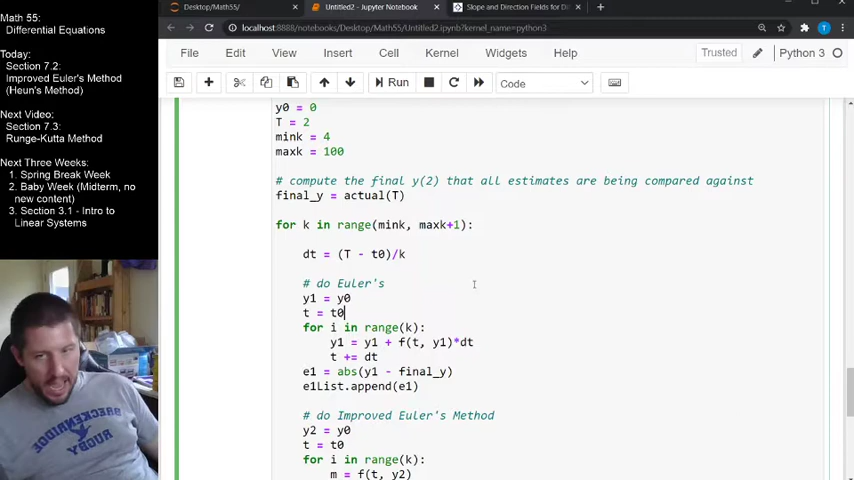 Math 55:
Differential Equations
Today:
Section 7.2:
Improved Euler's Method
(Heun's Method)
Next Video:
Section 7.3:
Runge-Kutta Method
Next Three Weeks:
1. Spring Break Week
2. Baby Week (Midterm, no
new content)
3. Section 3.1 - Intro to
Linear Systems
BRECKENRIDGE
RUGBY
Desktop/Math55/
Untitled2 - Jupyter Notebook
Slope and Direction Fields for Di
localhost:8888/notebooks/Desktop/Math55/Untitled2.ipynb?kernel_name=python3
File Edit View Insert Cell Kernel Widgets Help
Trusted
Python 3
Run
Code
y0 = 0
T = 2
mink = 4
maxk = 100
# compute the final y(2) that all estimates are being compared against
final_y = actual(T)
for k in range(mink, maxk+1):
dt = (T - t0)/k
# do Euler's
y1 = y0
t = t0
for i in range(k):
y1 = y1 + f(t, y1)*dt
t += dt
e1 = abs(y1 - final_y)
e1List.append(e1)
# do Improved Euler's Method
y2 = y0
t = t0
for i in range(k):
m = f(t, y2)